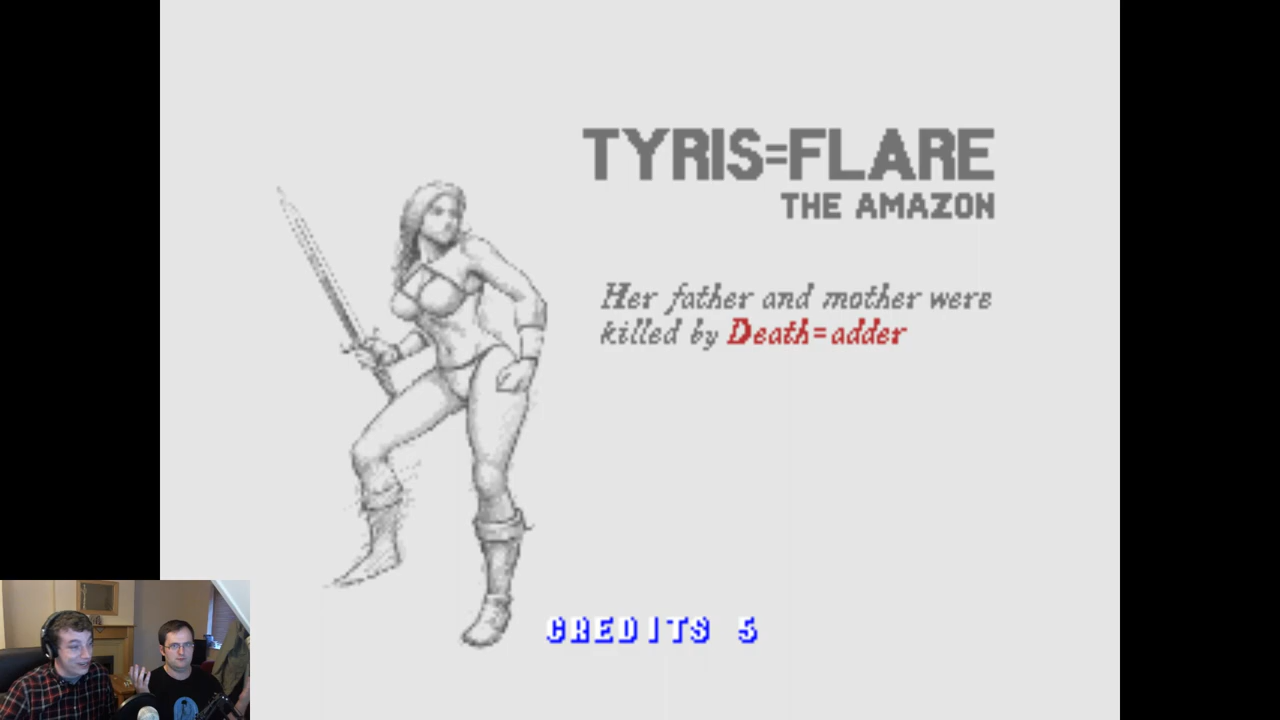 TYRIS=FLARE
THE AMAZON
Her father and mother were
killed by Death=adder
CREDITS 5